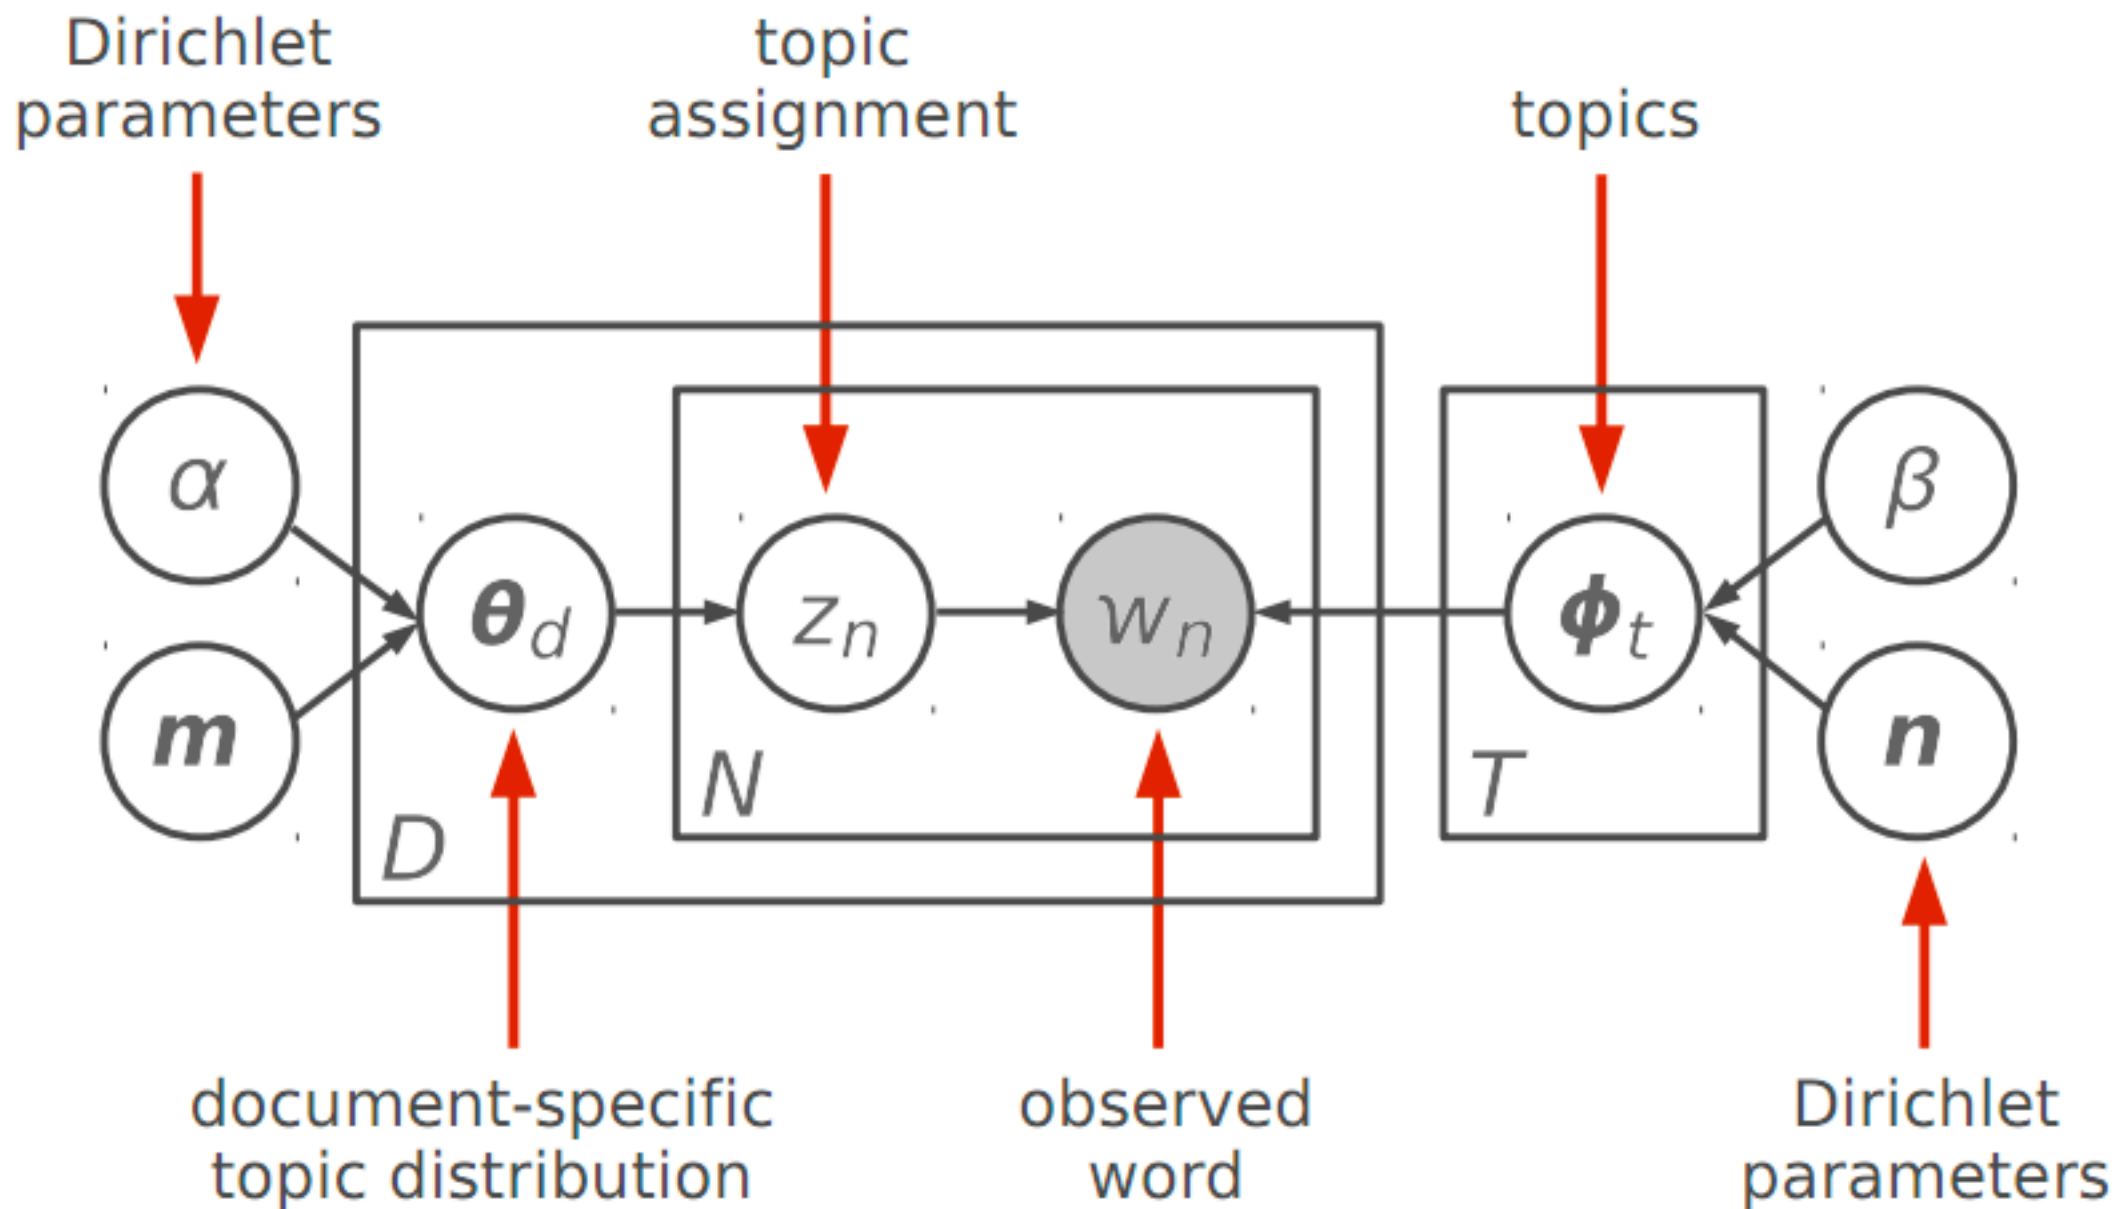 Dirichlet
parameters
topic
assignment
topics
α
β
θd
zn
wn
ϕt
m
n
N
T
D
document-specific
topic distribution
observed
word
Dirichlet
parameters